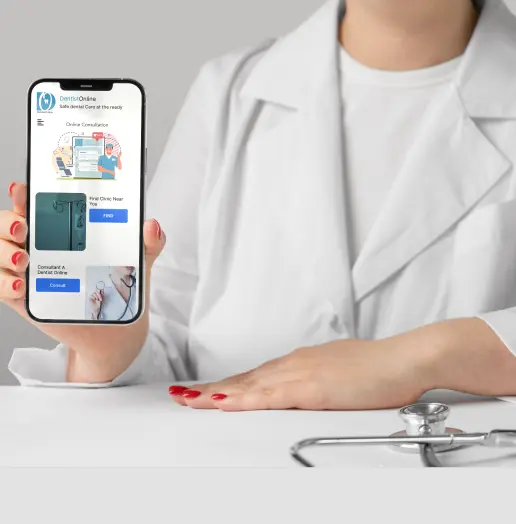 DentistOnline
Safe dental Care at the ready
Online Consultation
Find Clinic Near
You
FIND
Consultant A
Dentist Online
Consult